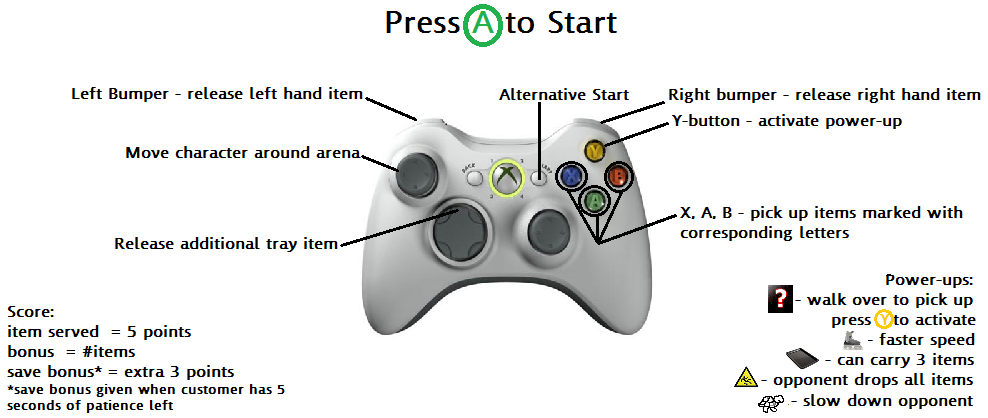 Press A to Start
Left Bumper - release left hand item
Alternative Start
Right bumper - release right hand item
Y-button - activate power-up
Move character around arena
BACK
START
1 2
3 4
Y
X
B
A
X, A, B - pick up items marked with
corresponding letters
Release additional tray item
Score:
item served = 5 points
bonus = #items
save bonus* = extra 3 points
*save bonus given when customer has 5
seconds of patience left
Power-ups:
? - walk over to pick up
press Y to activate
- faster speed
- can carry 3 items
- opponent drops all items
- slow down opponent